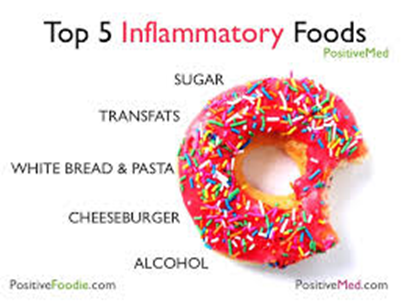 Top 5 Inflammatory Foods
PositiveMed
SUGAR
TRANSFATS
WHITE BREAD & PASTA
CHEESEBURGER
ALCOHOL
PositiveFoodie.com
PositiveMed.com